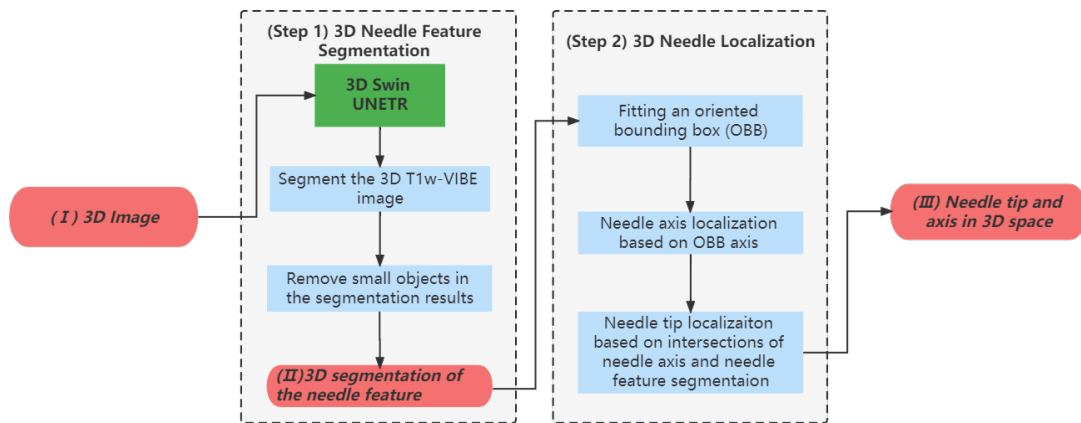 (Step 1) 3D Needle Feature
Segmentation
3D Swin
UNETR
Segment the 3D T1w-VIBE
image
(Ⅰ) 3D Image
Remove small objects in
the segmentation results
(Ⅱ)3D segmentation of
the needle feature
(Step 2) 3D Needle Localization
Fitting an oriented
bounding box (OBB)
Needle axis localization
based on OBB axis
Needle tip localizaiton
based on intersections of
needle axis and needle
feature segmentaion
(Ⅲ) Needle tip and
axis in 3D space